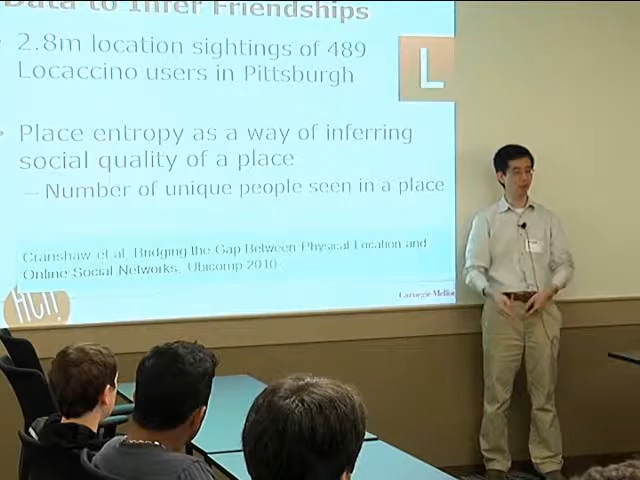 Data to Infer Friendships
2.8m location sightings of 489
Locaccino users in Pittsburgh
L
• Place entropy as a way of inferring
social quality of a place
– Number of unique people seen in a place
Cranshaw et al, Bridging the Gap Between Physical Location and
Online Social Networks, Ubicomp 2010
HCII